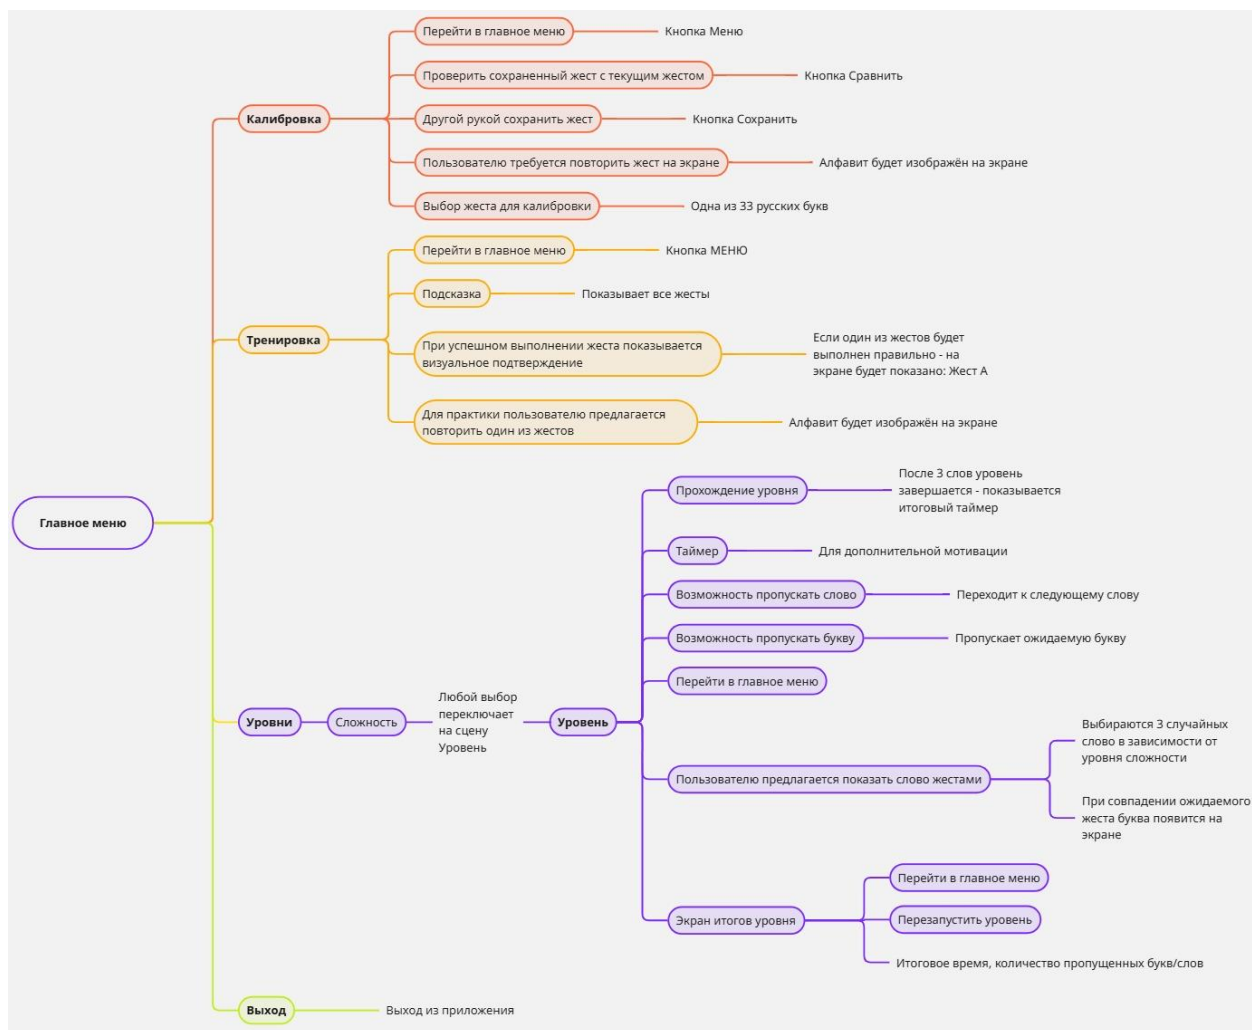 Перейти в главное меню
Кнопка Меню
Проверить сохраненный жест с текущим жестом
Кнопка Сравнить
Калибровка
Другой рукой сохранить жест
Кнопка Сохранить
Пользователю требуется повторить жест на экране
Алфавит будет изображён на экране
Выбор жеста для калибровки
Одна из 33 русских букв
Перейти в главное меню
Кнопка МЕНЮ
Подсказка
Показывает все жесты
Тренировка
При успешном выполнении жеста показывается
визуальное подтверждение
Если один из жестов будет
выполнен правильно - на
экране будет показано: Жест А
Для практики пользователю предлагается
повторить один из жестов
Алфавит будет изображён на экране
Главное меню
Прохождение уровня
После 3 слов уровень
завершается - показывается
итоговый таймер
Таймер
Для дополнительной мотивации
Возможность пропускать слово
Переходит к следующему слову
Возможность пропускать букву
Пропускает ожидаемую букву
Перейти в главное меню
Уровни
Сложность
Любой выбор
переключает
на сцену
Уровень
Уровень
Пользователю предлагается показать слово жестами
Выбираются 3 случайных
слово в зависимости от
уровня сложности
При совпадении ожидаемого
жеста буква появится на
экране
Экран итогов уровня
Перейти в главное меню
Перезапустить уровень
Итоговое время, количество пропущенных букв/слов
Выход
Выход из приложения